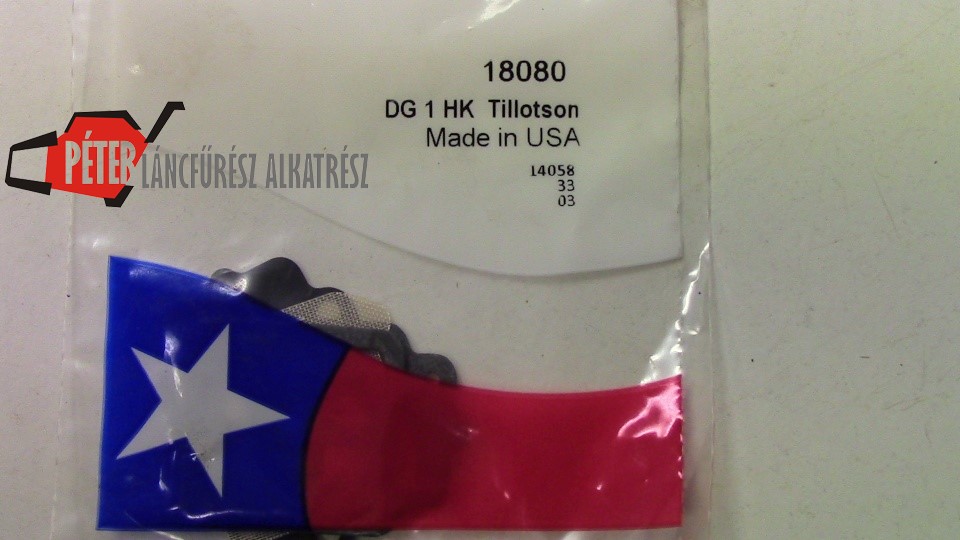 18080
DG 1 HK Tillotson
Made in USA
14058
33
03
PÉTER LÁNCFŰRÉSZ ALKATRÉSZ